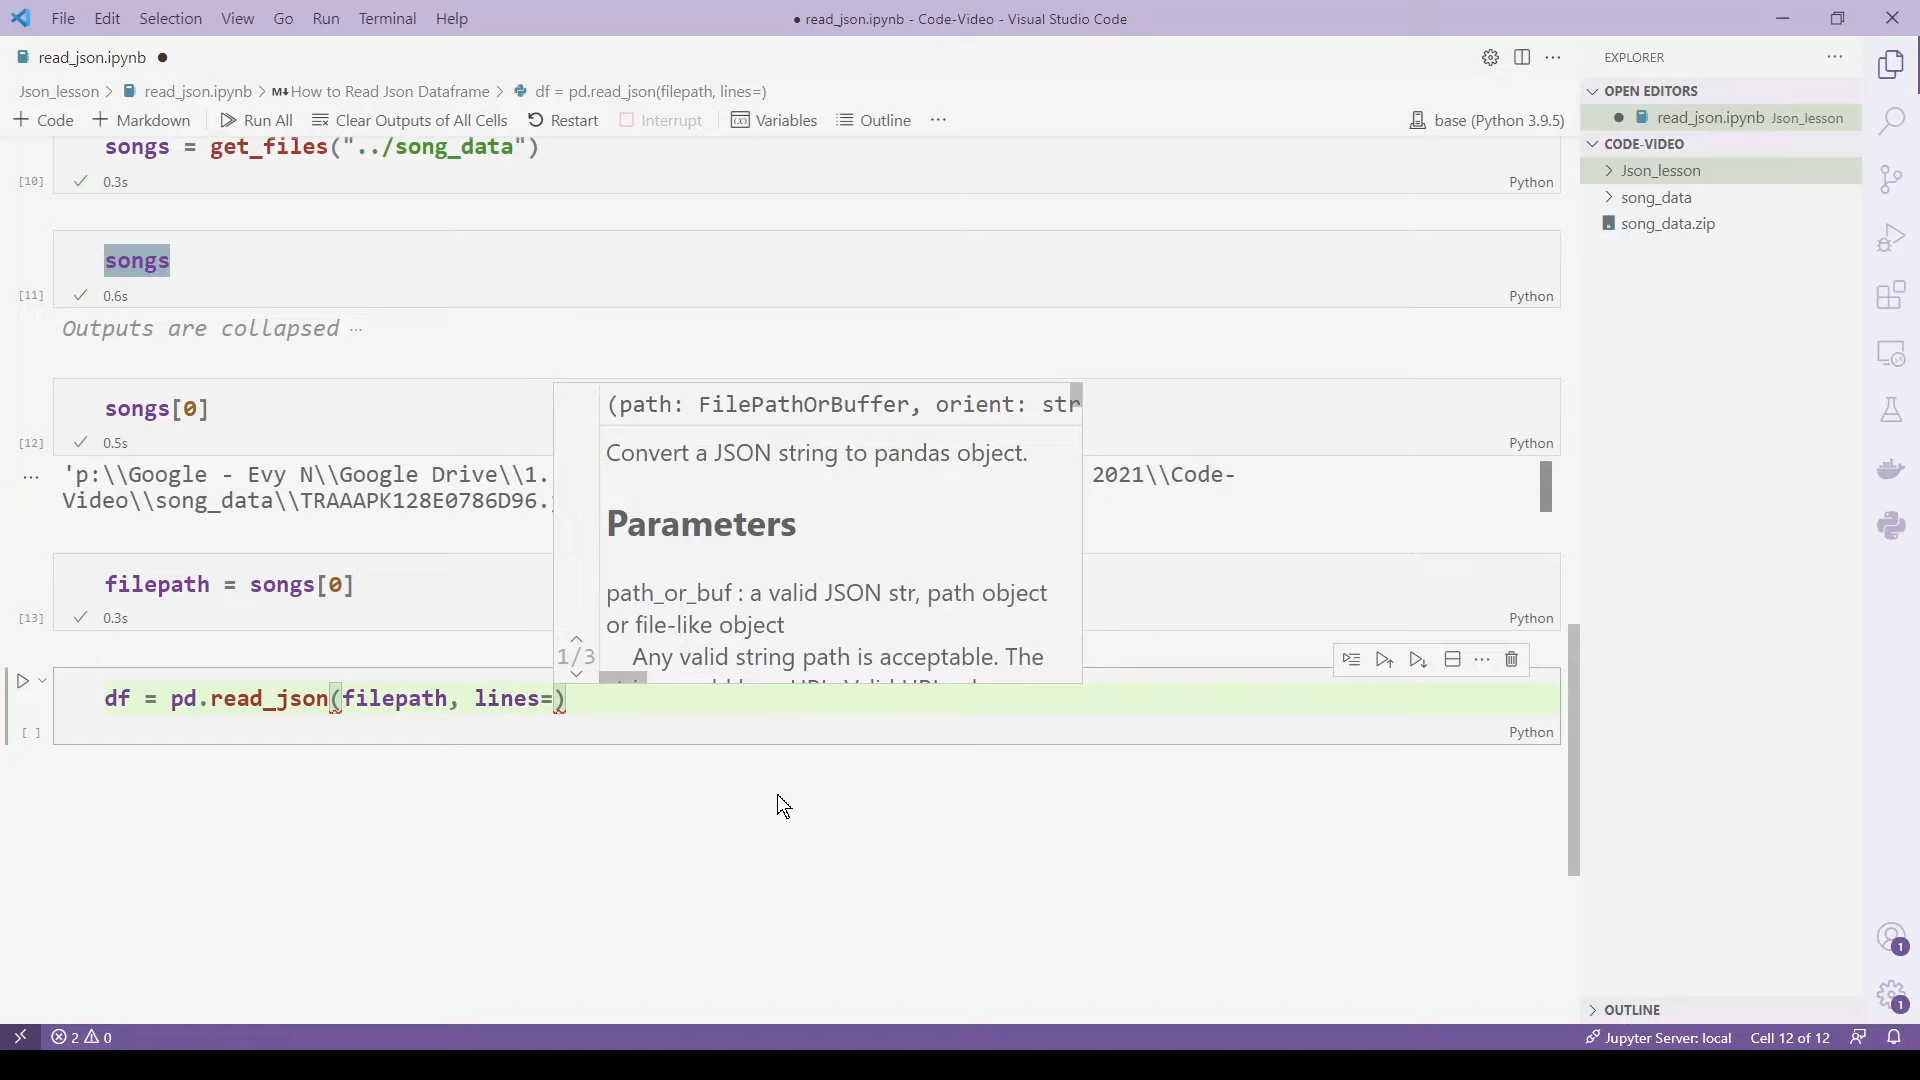 File Edit Selection View Go Run Terminal Help
● read_json.ipynb - Code-Video - Visual Studio Code
read_json.ipynb ●
Json_lesson > read_json.ipynb > M↓How to Read Json Dataframe > df = pd.read_json(filepath, lines=)
+ Code + Markdown Run All Clear Outputs of All Cells Restart Interrupt Variables Outline ··· base (Python 3.9.5)
songs = get_files("../song_data")
[10] ✓ 0.3s Python
songs
[11] ✓ 0.6s Python
Outputs are collapsed ···
songs[0]
[12] ✓ 0.5s Python
'p:\\Google - Evy N\\Google Drive\\1. 2021\\Code-
Video\\song_data\\TRAAAPK128E0786D96.
filepath = songs[0]
[13] ✓ 0.3s Python
(path: FilePathOrBuffer, orient: str
Convert a JSON string to pandas object.
Parameters
path_or_buf : a valid JSON str, path object
or file-like object
1/3 Any valid string path is acceptable. The
df = pd.read_json(filepath, lines=)
[ ] Python
EXPLORER
OPEN EDITORS
● read_json.ipynb Json_lesson
CODE-VIDEO
> Json_lesson
> song_data
song_data.zip
> OUTLINE
1
1
2 0 Jupyter Server: local Cell 12 of 12